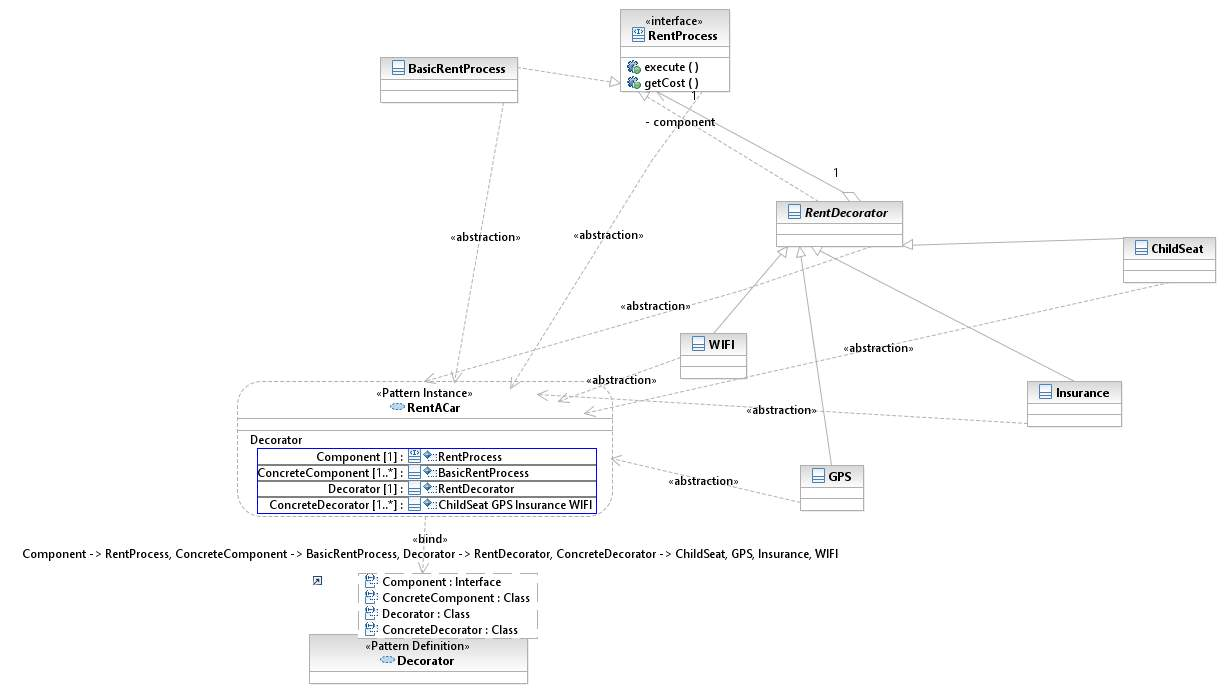 «interface»
RentProcess
execute ( )
getCost ( )
BasicRentProcess
1
- component
1
RentDecorator
ChildSeat
«abstraction»
«abstraction»
«abstraction»
WIFI
«abstraction»
«abstraction»
«Pattern Instance»
RentACar
Insurance
«abstraction»
Decorator
Component [1] : RentProcess
ConcreteComponent [1..*] : BasicRentProcess
Decorator [1] : RentDecorator
ConcreteDecorator [1..*] : ChildSeat GPS Insurance WIFI
GPS
«abstraction»
«bind»
Component -> RentProcess, ConcreteComponent -> BasicRentProcess, Decorator -> RentDecorator, ConcreteDecorator -> ChildSeat, GPS, Insurance, WIFI
Component : Interface
ConcreteComponent : Class
Decorator : Class
ConcreteDecorator : Class
«Pattern Definition»
Decorator